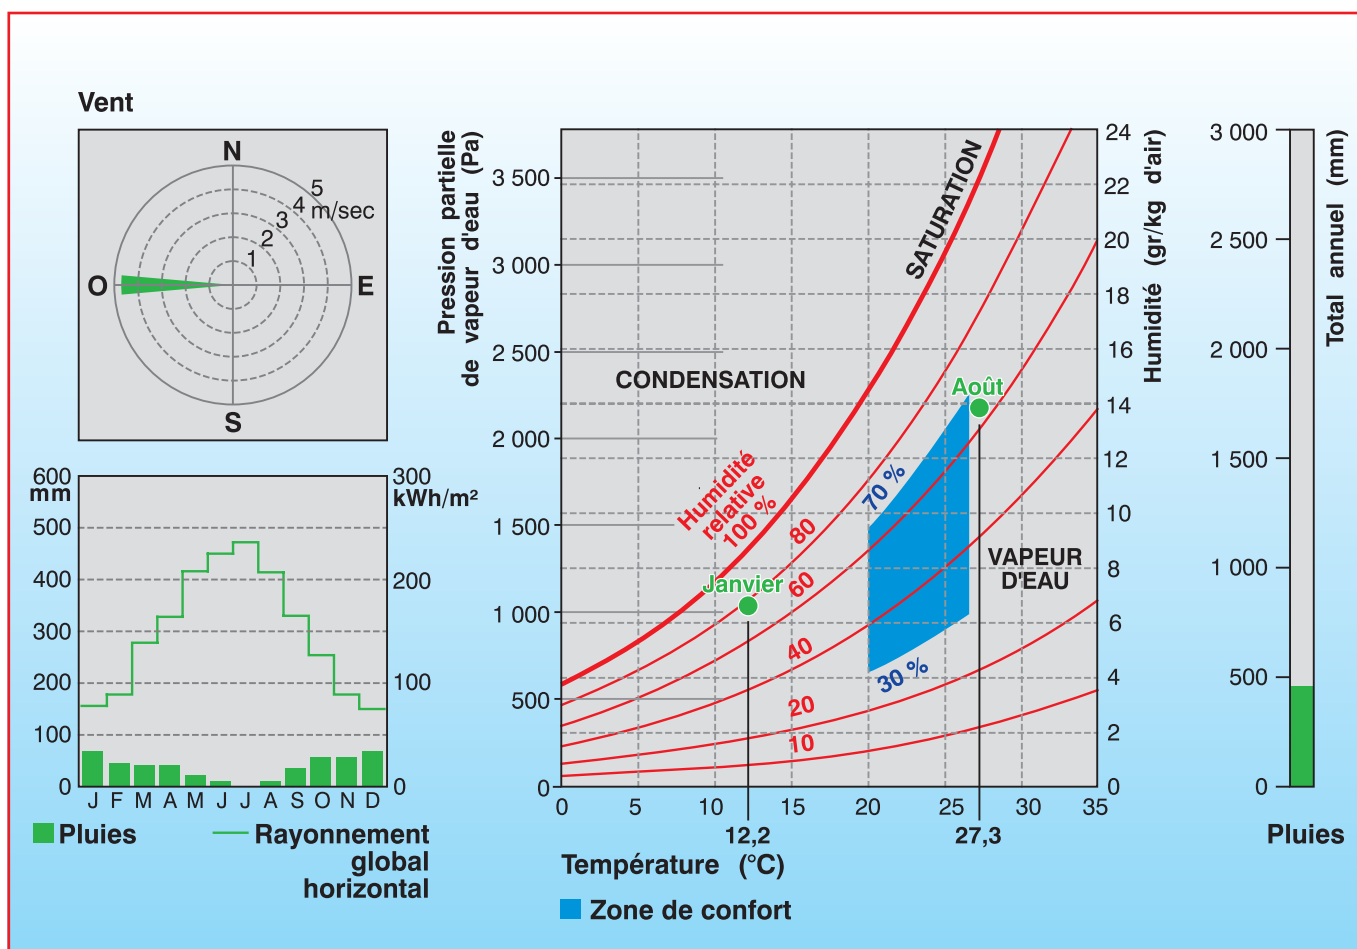 Vent
N
5
4 m/sec
3
2
1
O
E
S
600
mm
500
400
300
200
100
0
300
kWh/m²
200
100
0
J F M A M J J A S O N D
Pluies
Rayonnement
global
horizontal
Pression partielle
de vapeur d'eau (Pa)
3 500
3 000
2 500
2 000
1 500
1 000
500
0
SATURATION
CONDENSATION
Août
Humidité
relative
100 %
80
60
40
20
10
70 %
30 %
Janvier
VAPEUR
D'EAU
24
22
20
18
16
14
12
10
8
6
4
2
0
Humidité (gr/kg d'air)
0 5 10 15 20 25 30 35
12,2 27,3
Température (°C)
Zone de confort
3 000
2 500
2 000
1 500
1 000
500
0
Total annuel (mm)
Pluies